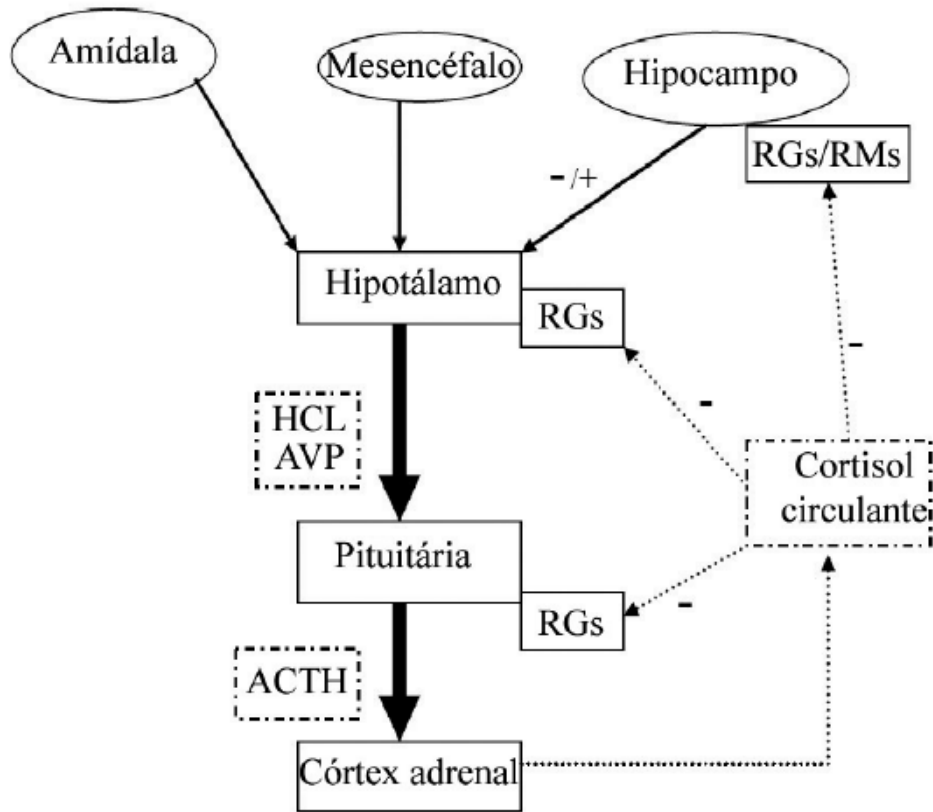 Amídala
Mesencéfalo
Hipocampo
RGs/RMs
-/+
Hipotálamo
RGs
-
-
HCL
AVP
Cortisol
circulante
Pituitária
RGs
-
ACTH
Córtex adrenal